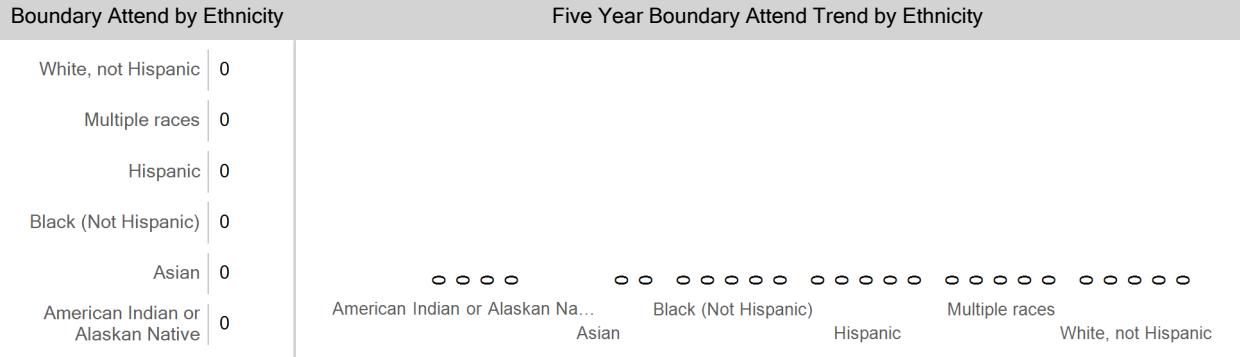 Boundary Attend by Ethnicity
White, not Hispanic 0
Multiple races 0
Hispanic 0
Black (Not Hispanic) 0
Asian 0
American Indian or
Alaskan Native 0
Five Year Boundary Attend Trend by Ethnicity
0 0 0 0 0 0 0 0 0 0 0 0 0 0 0 0 0 0 0 0 0 0 0 0 0 0
American Indian or Alaskan Na… Black (Not Hispanic) Multiple races
Asian Hispanic White, not Hispanic